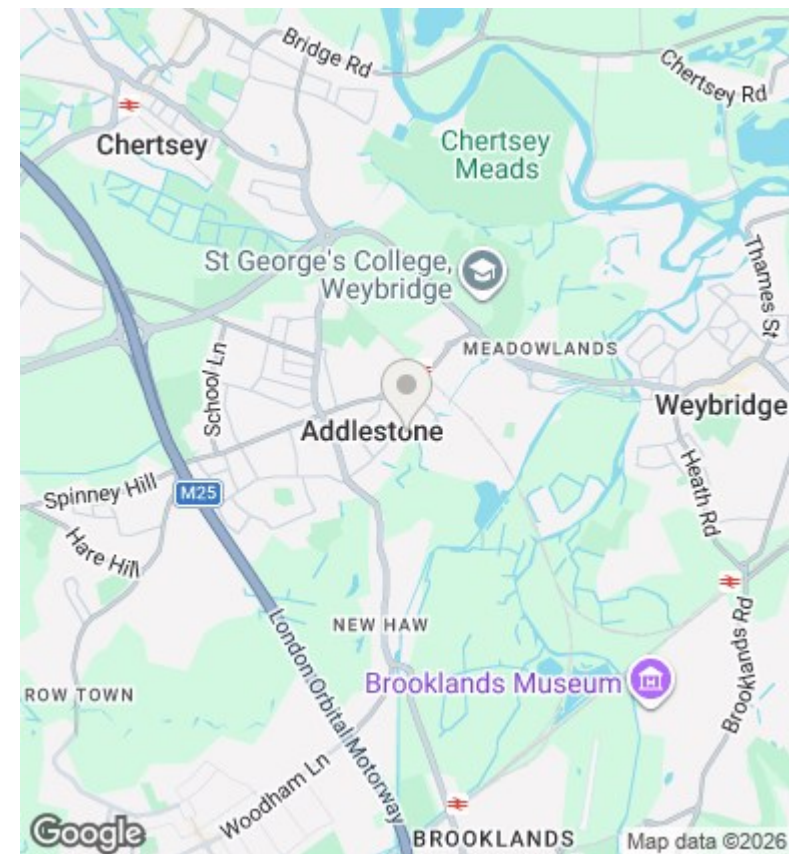 Bridge Rd
Chertsey Rd
Chertsey
Chertsey
Meads
Thames St
St George's College,
Weybridge
MEADOWLANDS
School Ln
Weybridge
Addlestone
Spinney Hill
M25
Heath Rd
Hare Hill
NEW HAW
London Orbital Motorway
Brooklands Museum
Brooklands Rd
ROW TOWN
Woodham Ln
Google
BROOKLANDS
Map data ©2026